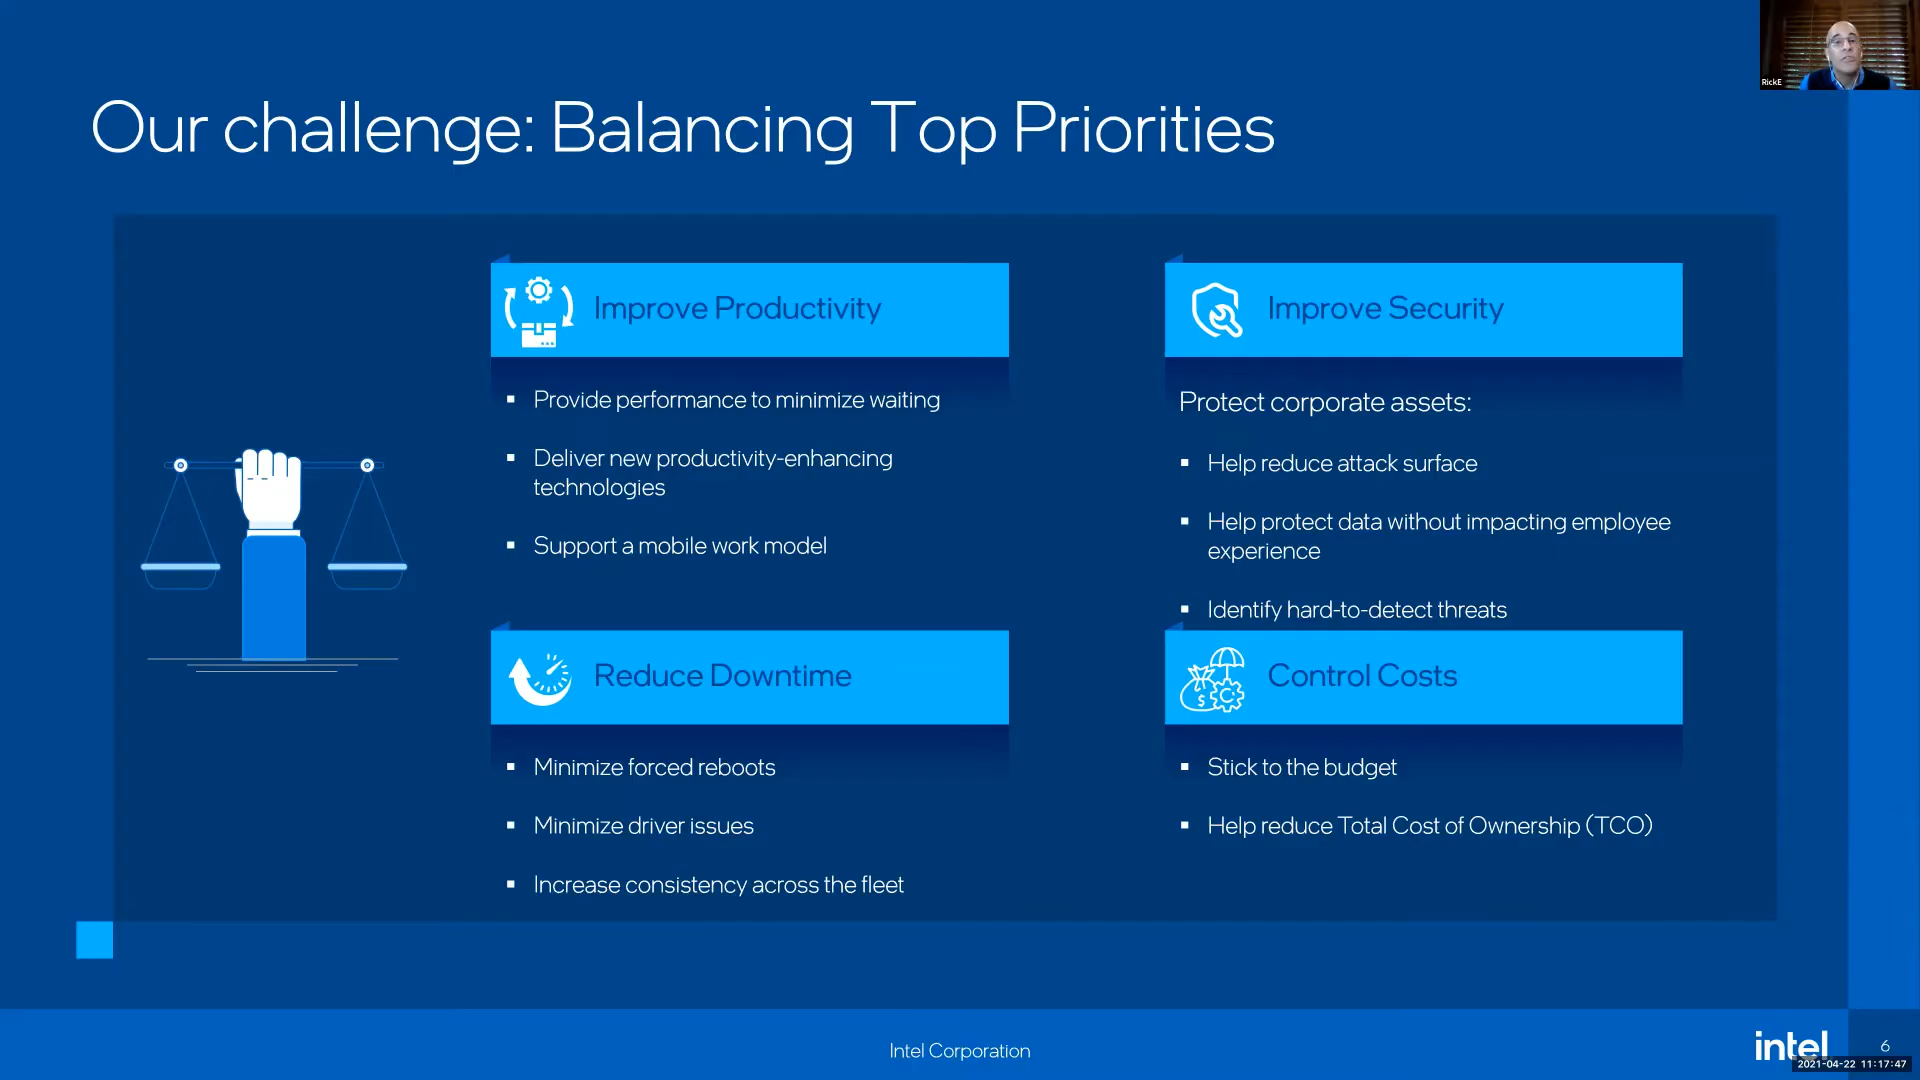 RickE
Our challenge: Balancing Top Priorities
Improve Productivity
▪ Provide performance to minimize waiting
▪ Deliver new productivity-enhancing
technologies
▪ Support a mobile work model
Improve Security
Protect corporate assets:
▪ Help reduce attack surface
▪ Help protect data without impacting employee
experience
▪ Identify hard-to-detect threats
Reduce Downtime
▪ Minimize forced reboots
▪ Minimize driver issues
▪ Increase consistency across the fleet
Control Costs
$
▪ Stick to the budget
▪ Help reduce Total Cost of Ownership (TCO)
Intel Corporation
intel
6
2021-04-22 11:17:47